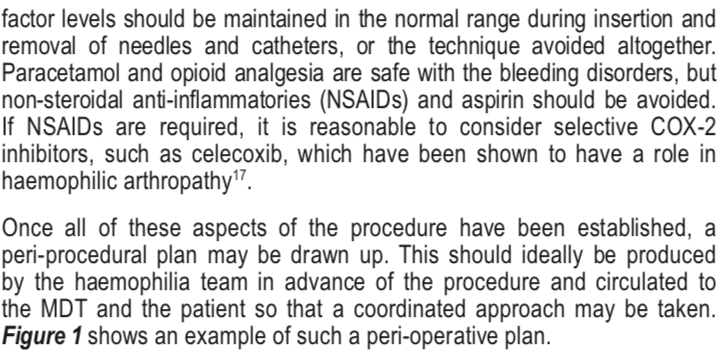 factor levels should be maintained in the normal range during insertion and
removal of needles and catheters, or the technique avoided altogether.
Paracetamol and opioid analgesia are safe with the bleeding disorders, but
non-steroidal anti-inflammatories (NSAIDs) and aspirin should be avoided.
If NSAIDs are required, it is reasonable to consider selective COX-2
inhibitors, such as celecoxib, which have been shown to have a role in
haemophilic arthropathy¹⁷.
Once all of these aspects of the procedure have been established, a
peri-procedural plan may be drawn up. This should ideally be produced
by the haemophilia team in advance of the procedure and circulated to
the MDT and the patient so that a coordinated approach may be taken.
Figure 1 shows an example of such a peri-operative plan.